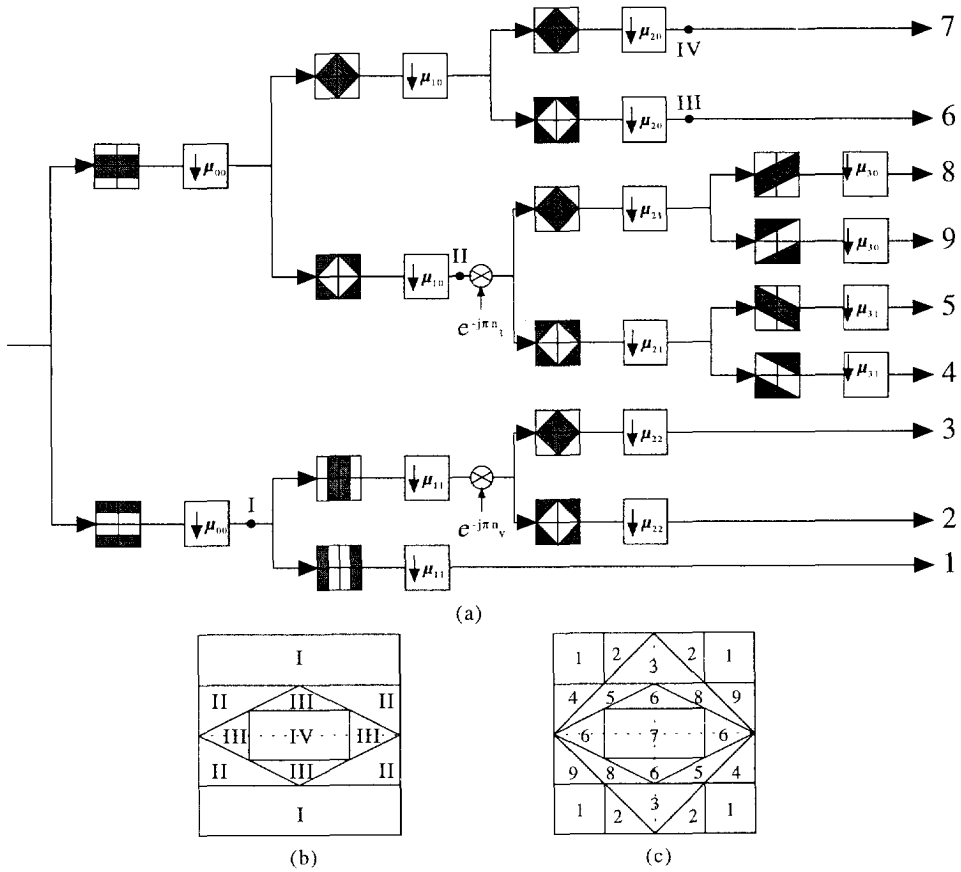 ↓ μ₂₀ 7
IV
↓ μ₁₀
III
↓ μ₂₀ 6
↓ μ₀₀
↓ μ₂₁ ↓ μ₃₀ 8
↓ μ₃₀ 9
II
↓ μ₁₀
e^{-jπn₁}
↓ μ₂₁ ↓ μ₃₁ 5
↓ μ₃₁ 4
↓ μ₂₂ 3
I
↓ μ₀₀
↓ μ₁₁
e^{-jπn_v}
↓ μ₂₂ 2
↓ μ₁₁ 1
(a)
I
II III II
III IV III
II III II
I
(b)
1 2 3 2 1
4 5 6 8 9
6 7 6
9 8 6 5 4
1 2 3 2 1
(c)